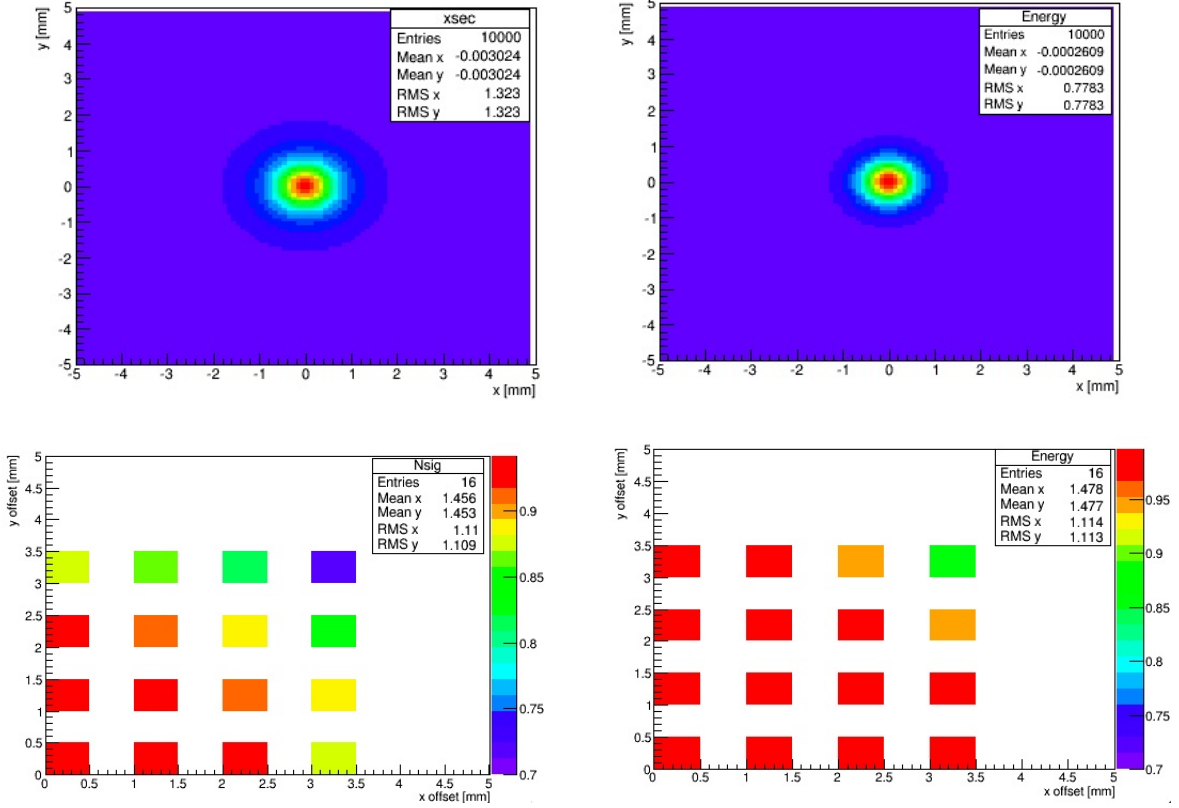 xsec
Entries 10000
Mean x -0.003024
Mean y -0.003024
RMS x 1.323
RMS y 1.323
y [mm]
5
4
3
2
1
0
-1
-2
-3
-4
-5
-5 -4 -3 -2 -1 0 1 2 3 4 5
x [mm]
Energy
Entries 10000
Mean x -0.0002609
Mean y -0.0002609
RMS x 0.7783
RMS y 0.7783
y [mm]
5
4
3
2
1
0
-1
-2
-3
-4
-5
-5 -4 -3 -2 -1 0 1 2 3 4 5
x [mm]
Nsig
Entries 16
Mean x 1.456
Mean y 1.453
RMS x 1.11
RMS y 1.109
y offset [mm]
5
4.5
4
3.5
3
2.5
2
1.5
1
0.5
0
0 0.5 1 1.5 2 2.5 3 3.5 4 4.5 5
x offset [mm]
0.9
0.85
0.8
0.75
0.7
Energy
Entries 16
Mean x 1.478
Mean y 1.477
RMS x 1.114
RMS y 1.113
y offset [mm]
5
4.5
4
3.5
3
2.5
2
1.5
1
0.5
0
0 0.5 1 1.5 2 2.5 3 3.5 4 4.5 5
x offset [mm]
0.95
0.9
0.85
0.8
0.75
0.7